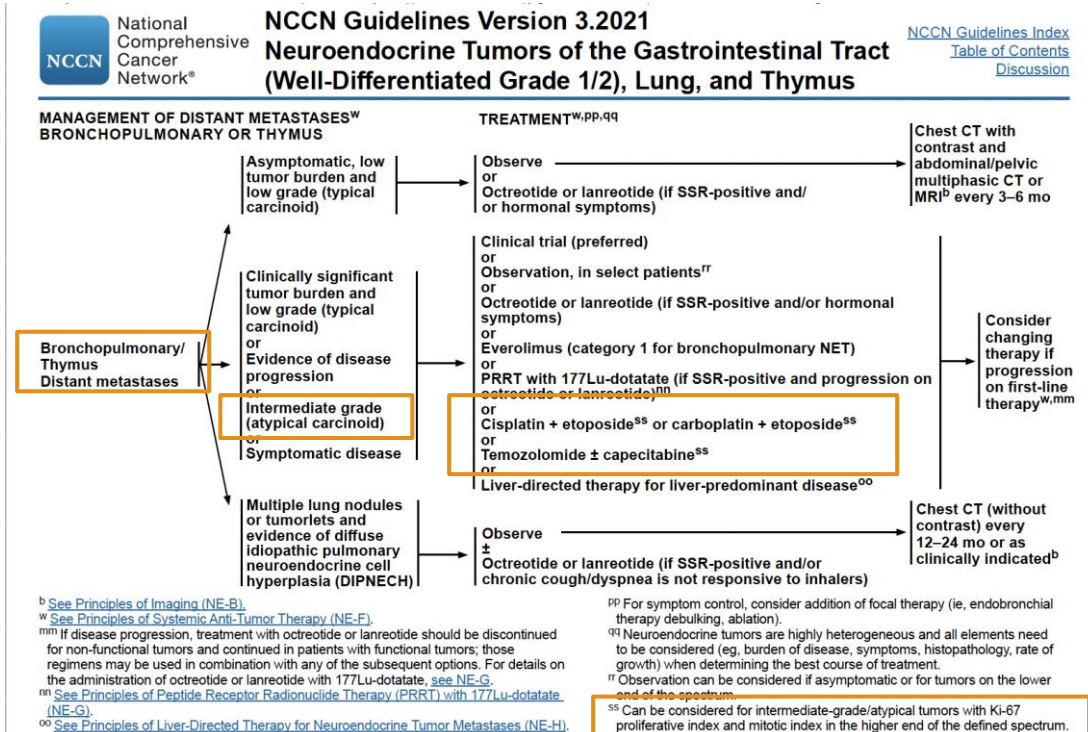 NCCN
National
Comprehensive
Cancer
Network®
NCCN Guidelines Version 3.2021
Neuroendocrine Tumors of the Gastrointestinal Tract
(Well-Differentiated Grade 1/2), Lung, and Thymus
NCCN Guidelines Index
Table of Contents
Discussion
MANAGEMENT OF DISTANT METASTASESw
BRONCHOPULMONARY OR THYMUS
TREATMENTw,pp,qq
Asymptomatic, low
tumor burden and
low grade (typical
carcinoid)
Observe
or
Octreotide or lanreotide (if SSR-positive and/
or hormonal symptoms)
Chest CT with
contrast and
abdominal/pelvic
multiphasic CT or
MRIb every 3–6 mo
Bronchopulmonary/
Thymus
Distant metastases
Clinically significant
tumor burden and
low grade (typical
carcinoid)
or
Evidence of disease
progression
or
Intermediate grade
(atypical carcinoid)
or
Symptomatic disease
Clinical trial (preferred)
or
Observation, in select patientsrr
or
Octreotide or lanreotide (if SSR-positive and/or hormonal
symptoms)
or
Everolimus (category 1 for bronchopulmonary NET)
or
PRRT with 177Lu-dotatate (if SSR-positive and progression on
octreotide or lanreotide)nn
or
Cisplatin + etoposidess or carboplatin + etoposidess
or
Temozolomide ± capecitabiness
or
Liver-directed therapy for liver-predominant diseaseoo
Consider
changing
therapy if
progression
on first-line
therapyw,mm
Multiple lung nodules
or tumorlets and
evidence of diffuse
idiopathic pulmonary
neuroendocrine cell
hyperplasia (DIPNECH)
Observe
±
Octreotide or lanreotide (if SSR-positive and/or
chronic cough/dyspnea is not responsive to inhalers)
Chest CT (without
contrast) every
12–24 mo or as
clinically indicatedb
b See Principles of Imaging (NE-B).
w See Principles of Systemic Anti-Tumor Therapy (NE-F).
mm If disease progression, treatment with octreotide or lanreotide should be discontinued
for non-functional tumors and continued in patients with functional tumors; those
regimens may be used in combination with any of the subsequent options. For details on
the administration of octreotide or lanreotide with 177Lu-dotatate, see NE-G.
nn See Principles of Peptide Receptor Radionuclide Therapy (PRRT) with 177Lu-dotatate
(NE-G).
oo See Principles of Liver-Directed Therapy for Neuroendocrine Tumor Metastases (NE-H).
pp For symptom control, consider addition of focal therapy (ie, endobronchial
therapy debulking, ablation).
qq Neuroendocrine tumors are highly heterogeneous and all elements need
to be considered (eg, burden of disease, symptoms, histopathology, rate of
growth) when determining the best course of treatment.
rr Observation can be considered if asymptomatic or for tumors on the lower
end of the spectrum.
ss Can be considered for intermediate-grade/atypical tumors with Ki-67
proliferative index and mitotic index in the higher end of the defined spectrum.